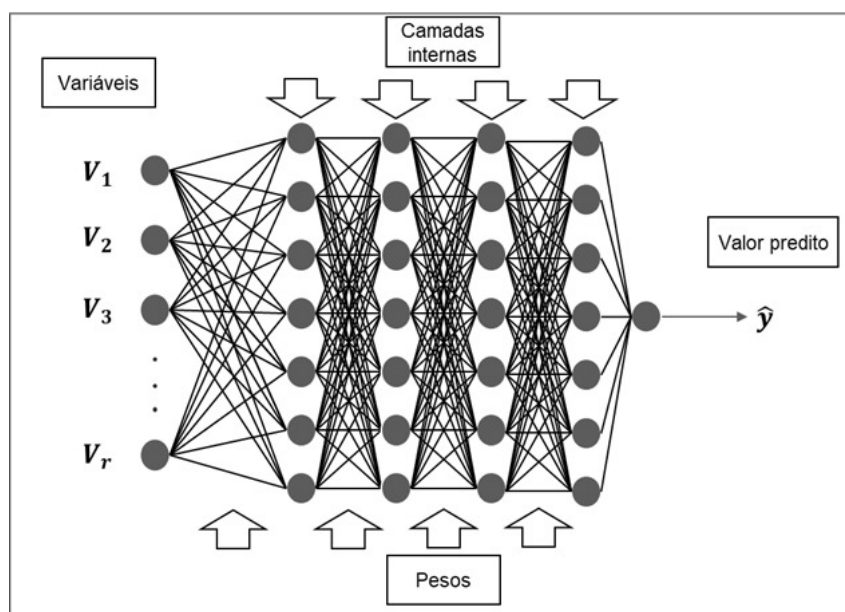 Camadas
internas
Variáveis
V₁
V₂
V₃
.
.
.
Vᵣ
Valor predito
ŷ
Pesos